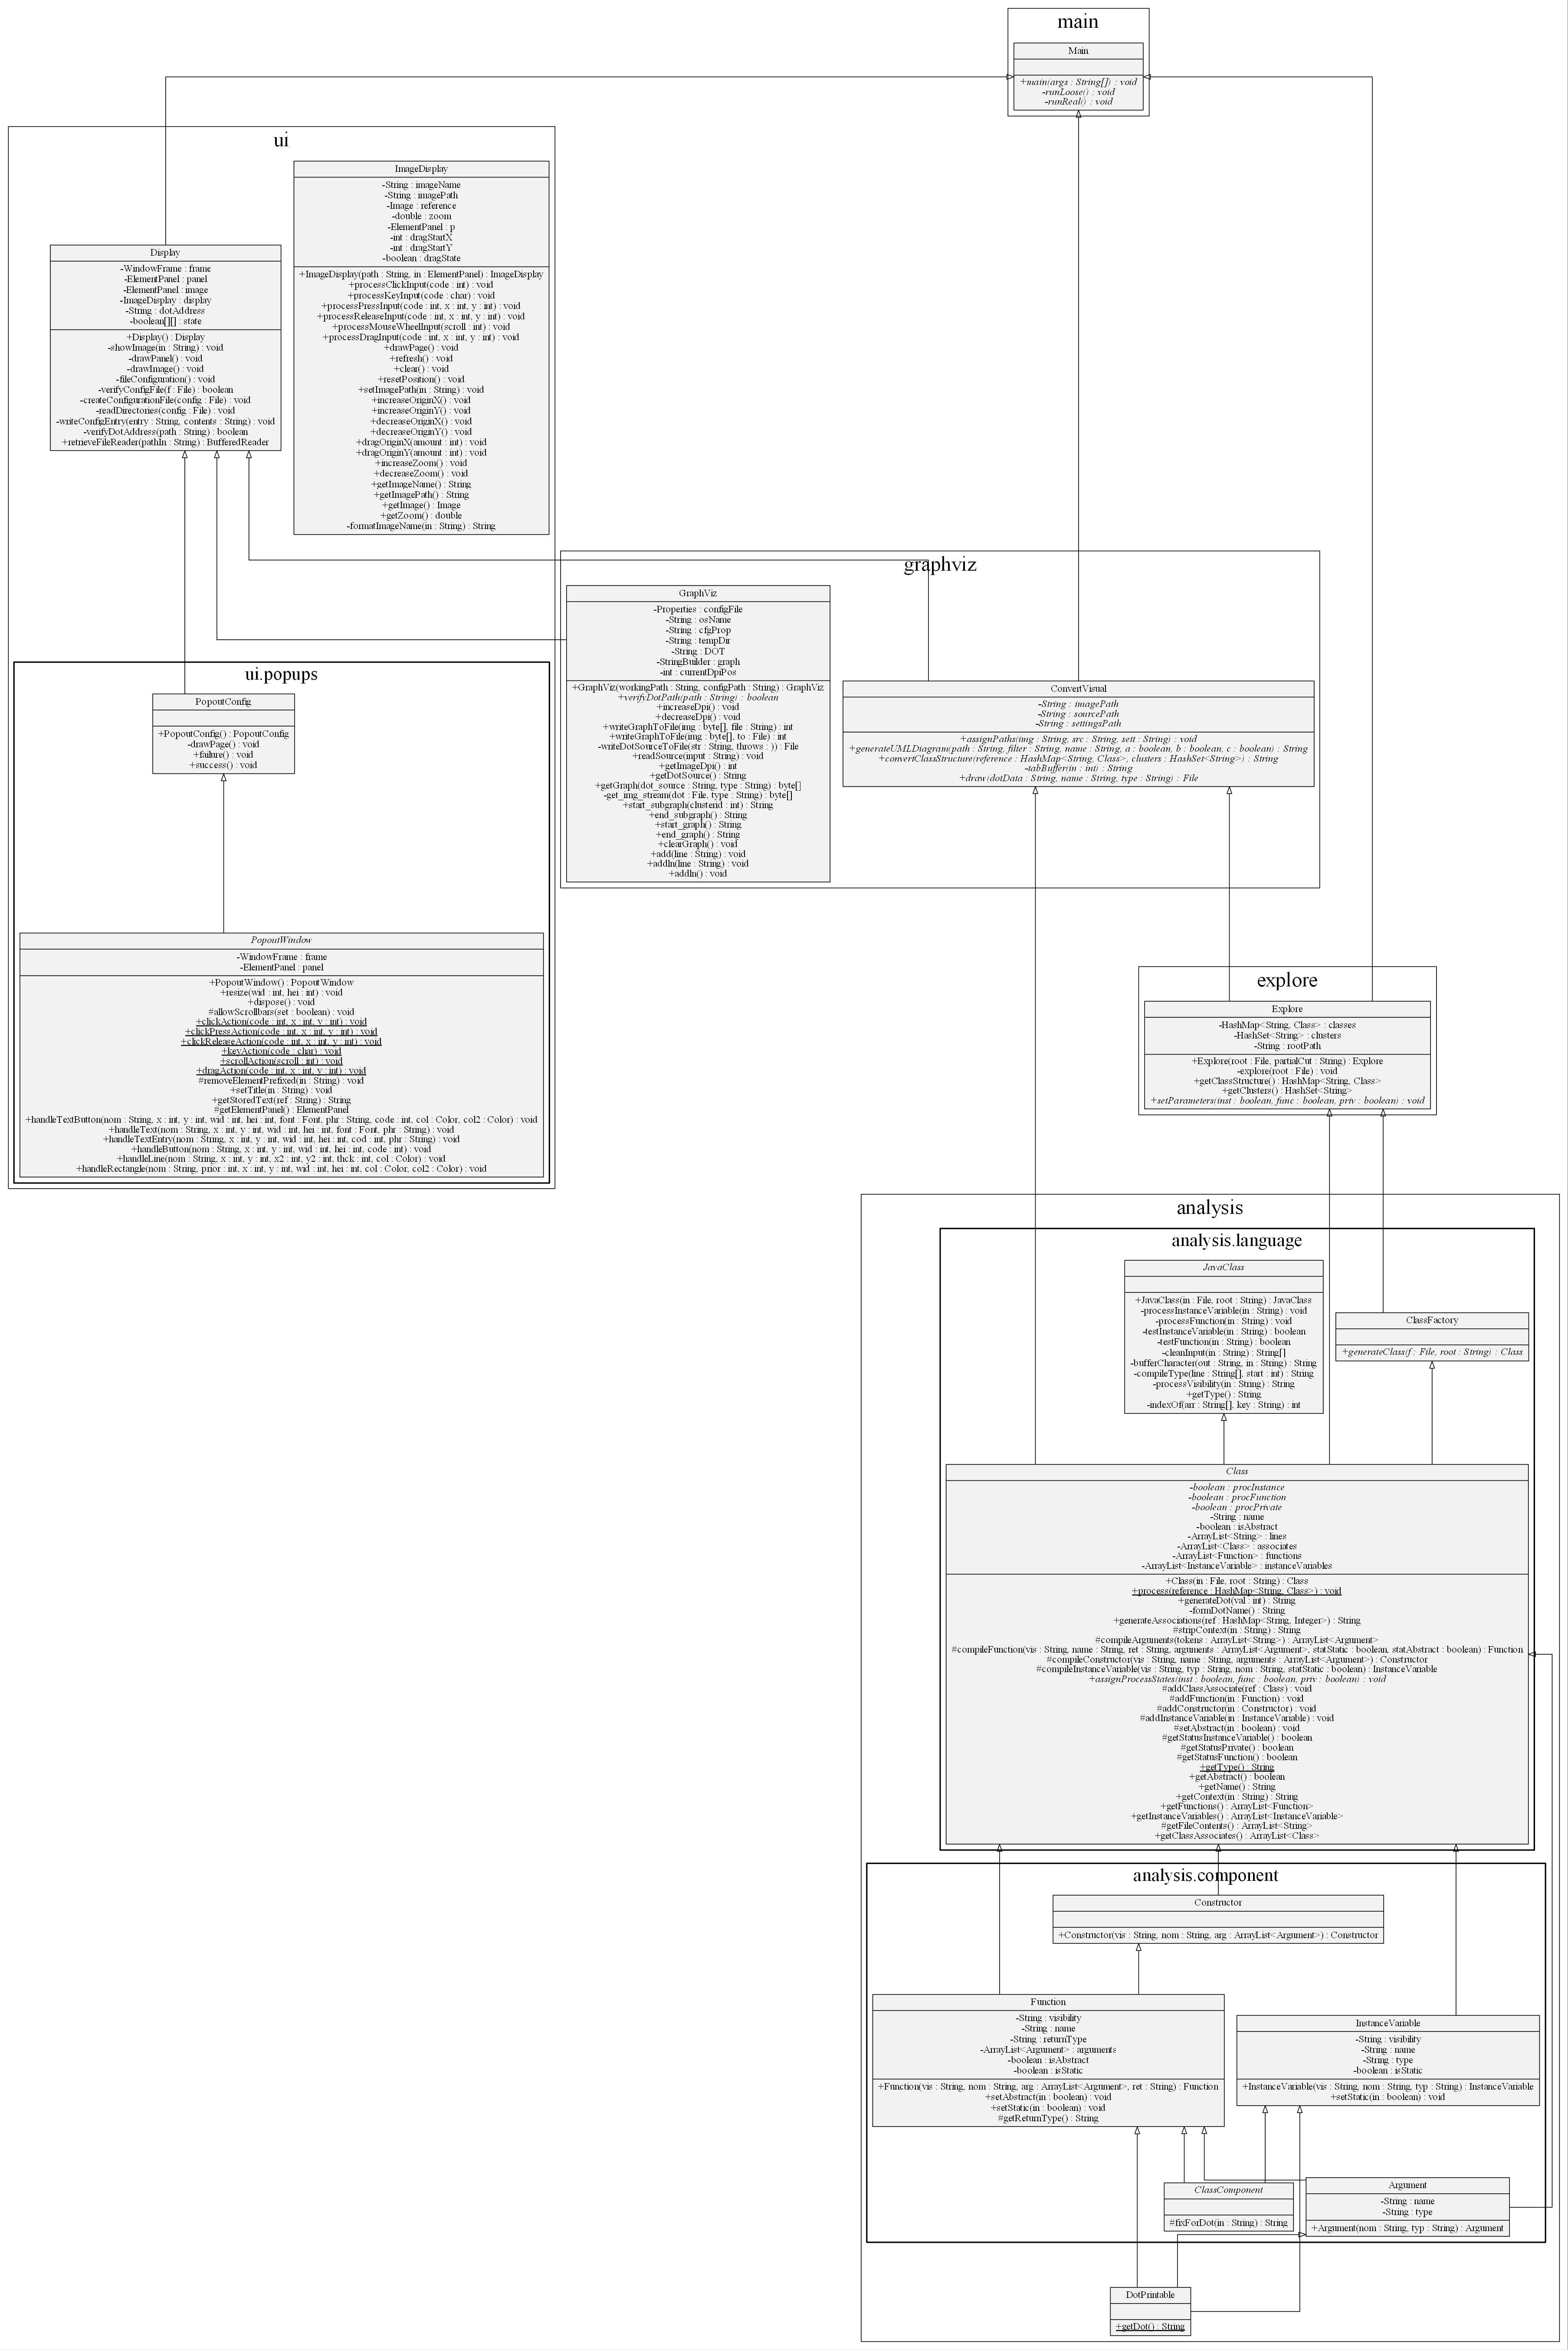 main
Main
+main(args : String[]) : void
-runLoose() : void
-runReal() : void
ui
ImageDisplay
-String : imageName
-String : imagePath
-Image : reference
-double : zoom
-ElementPanel : p
-int : dragStartX
-int : dragStartY
-boolean : dragState
+ImageDisplay(path : String, in : ElementPanel) : ImageDisplay
+processClickInput(code : int) : void
+processKeyInput(code : char) : void
+processPressInput(code : int, x : int, y : int) : void
+processReleaseInput(code : int, x : int, y : int) : void
+processMouseWheelInput(scroll : int) : void
+processDragInput(code : int, x : int, y : int) : void
+drawPage() : void
+refresh() : void
+clear() : void
+resetPosition() : void
+setImagePath(in : String) : void
+increaseOriginX() : void
+increaseOriginY() : void
+decreaseOriginX() : void
+decreaseOriginY() : void
+dragOriginX(amount : int) : void
+dragOriginY(amount : int) : void
+increaseZoom() : void
+decreaseZoom() : void
+getImageName() : String
+getImagePath() : String
+getImage() : Image
+getZoom() : double
-formatImageName(in : String) : String
Display
-WindowFrame : frame
-ElementPanel : panel
-ElementPanel : image
-ImageDisplay : display
-String : dotAddress
-boolean[][] : state
+Display() : Display
-showImage(in : String) : void
-drawPanel() : void
-drawImage() : void
-fileConfiguration() : void
-verifyConfigFile(f : File) : boolean
-createConfigurationFile(config : File) : void
-readDirectories(config : File) : void
-writeConfigEntry(entry : String, contents : String) : void
-verifyDotAddress(path : String) : boolean
+retrieveFileReader(pathIn : String) : BufferedReader
graphviz
GraphViz
-Properties : configFile
-String : osName
-String : cfgProp
-String : tempDir
-String : DOT
-StringBuilder : graph
-int : currentDpiPos
+GraphViz(workingPath : String, configPath : String) : GraphViz
+verifyDotPath(path : String) : boolean
+increaseDpi() : void
+decreaseDpi() : void
+writeGraphToFile(img : byte[], file : String) : int
+writeGraphToFile(img : byte[], to : File) : int
-writeDotSourceToFile(str : String, throws : )) : File
+readSource(input : String) : void
+getImageDpi() : int
+getDotSource() : String
+getGraph(dot_source : String, type : String) : byte[]
-get_img_stream(dot : File, type : String) : byte[]
+start_subgraph(clusterid : int) : String
+end_subgraph() : String
+start_graph() : String
+end_graph() : String
+clearGraph() : void
+add(line : String) : void
+addln(line : String) : void
+addln() : void
ConvertVisual
-String : imagePath
-String : sourcePath
-String : settingsPath
+assignPaths(img : String, src : String, sett : String) : void
+generateUMLDiagram(path : String, filter : String, name : String, a : boolean, b : boolean, c : boolean) : String
+convertClassStructure(reference : HashMap<String, Class>, clusters : HashSet<String>) : String
-tabBuffer(in : int) : String
+draw(dotData : String, name : String, type : String) : File
ui.popups
PopoutConfig
+PopoutConfig() : PopoutConfig
-drawPage() : void
+failure() : void
+success() : void
PopoutWindow
-WindowFrame : frame
-ElementPanel : panel
+PopoutWindow() : PopoutWindow
+resize(wid : int, hei : int) : void
+dispose() : void
#allowScrollbars(set : boolean) : void
+clickAction(code : int, x : int, y : int) : void
+clickPressAction(code : int, x : int, y : int) : void
+clickReleaseAction(code : int, x : int, y : int) : void
+keyAction(code : char) : void
+scrollAction(scroll : int) : void
+dragAction(code : int, x : int, y : int) : void
#removeElementPrefixed(in : String) : void
+setTitle(in : String) : void
+getStoredText(ref : String) : String
#getElementPanel() : ElementPanel
+handleTextButton(nom : String, x : int, y : int, wid : int, hei : int, font : Font, phr : String, code : int, col : Color, col2 : Color) : void
+handleText(nom : String, x : int, y : int, wid : int, hei : int, font : Font, phr : String) : void
+handleTextEntry(nom : String, x : int, y : int, wid : int, hei : int, cod : int, phr : String) : void
+handleButton(nom : String, x : int, y : int, wid : int, hei : int, code : int) : void
+handleLine(nom : String, x : int, y : int, x2 : int, y2 : int, thck : int, col : Color) : void
+handleRectangle(nom : String, prior : int, x : int, y : int, wid : int, hei : int, col : Color, col2 : Color) : void
explore
Explore
-HashMap<String, Class> : classes
-HashSet<String> : clusters
-String : rootPath
+Explore(root : File, partialCut : String) : Explore
-explore(root : File) : void
+getClassStructure() : HashMap<String, Class>
+getClusters() : HashSet<String>
+setParameters(inst : boolean, func : boolean, priv : boolean) : void
analysis
analysis.language
JavaClass
+JavaClass(in : File, root : String) : JavaClass
-processInstanceVariable(in : String) : void
-processFunction(in : String) : void
-testInstanceVariable(in : String) : boolean
-testFunction(in : String) : boolean
-cleanInput(in : String) : String[]
-bufferCharacter(out : String, in : String) : String
-compileType(line : String[], start : int) : String
-processVisibility(in : String) : String
+getType() : String
-indexOf(arr : String[], key : String) : int
ClassFactory
+generateClass(f : File, root : String) : Class
Class
-boolean : procInstance
-boolean : procFunction
-boolean : procPrivate
-String : name
-boolean : isAbstract
-ArrayList<String> : lines
-ArrayList<Class> : associates
-ArrayList<Function> : functions
-ArrayList<InstanceVariable> : instanceVariables
+Class(in : File, root : String) : Class
+process(reference : HashMap<String, Class>) : void
+generateDot(val : int) : String
-formDotName() : String
+generateAssociations(ref : HashMap<String, Integer>) : String
#stripContext(in : String) : String
#compileArguments(tokens : ArrayList<String>) : ArrayList<Argument>
#compileFunction(vis : String, name : String, ret : String, arguments : ArrayList<Argument>, statStatic : boolean, statAbstract : boolean) : Function
#compileConstructor(vis : String, name : String, arguments : ArrayList<Argument>) : Constructor
#compileInstanceVariable(vis : String, typ : String, nom : String, statStatic : boolean) : InstanceVariable
+assignProcessStates(inst : boolean, func : boolean, priv : boolean) : void
#addClassAssociate(ref : Class) : void
#addFunction(in : Function) : void
#addConstructor(in : Constructor) : void
#addInstanceVariable(in : InstanceVariable) : void
#setAbstract(in : boolean) : void
#getStatusInstanceVariable() : boolean
#getStatusPrivate() : boolean
#getStatusFunction() : boolean
+getType() : String
+getAbstract() : boolean
+getName() : String
+getContext(in : String) : String
+getFunctions() : ArrayList<Function>
+getInstanceVariables() : ArrayList<InstanceVariable>
#getFileContents() : ArrayList<String>
+getClassAssociates() : ArrayList<Class>
analysis.component
Constructor
+Constructor(vis : String, nom : String, arg : ArrayList<Argument>) : Constructor
Function
-String : visibility
-String : name
-String : returnType
-ArrayList<Argument> : arguments
-boolean : isAbstract
-boolean : isStatic
+Function(vis : String, nom : String, arg : ArrayList<Argument>, ret : String) : Function
+setAbstract(in : boolean) : void
+setStatic(in : boolean) : void
#getReturnType() : String
InstanceVariable
-String : visibility
-String : name
-String : type
-boolean : isStatic
+InstanceVariable(vis : String, nom : String, typ : String) : InstanceVariable
+setStatic(in : boolean) : void
ClassComponent
#fixForDot(in : String) : String
Argument
-String : name
-String : type
+Argument(nom : String, typ : String) : Argument
DotPrintable
+getDot() : String